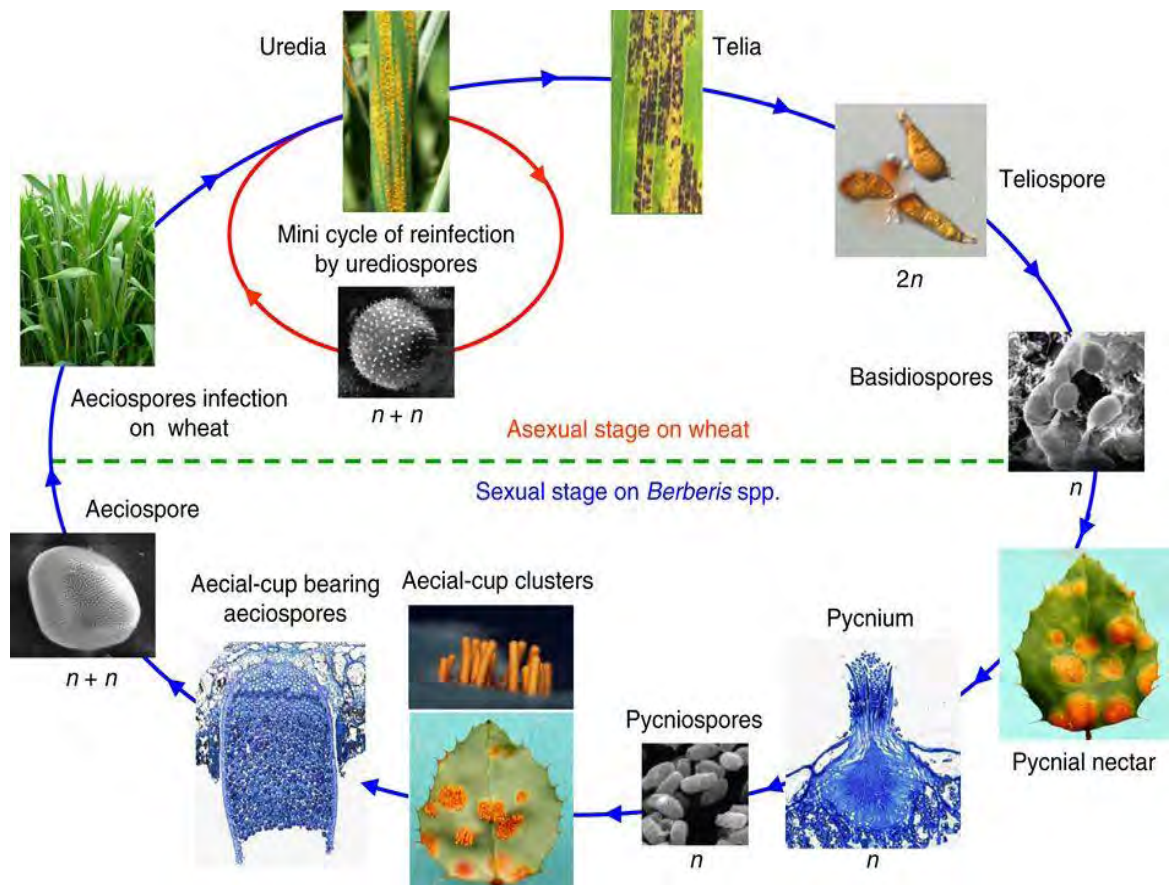 Uredia
Telia
Teliospore
2n
Mini cycle of reinfection
by urediospores
n + n
Basidiospores
n
Aeciospores infection
on wheat
Asexual stage on wheat
Sexual stage on Berberis spp.
Aeciospore
n + n
Aecial-cup bearing
aeciospores
Aecial-cup clusters
Pycniospores
n
Pycnium
n
Pycnial nectar